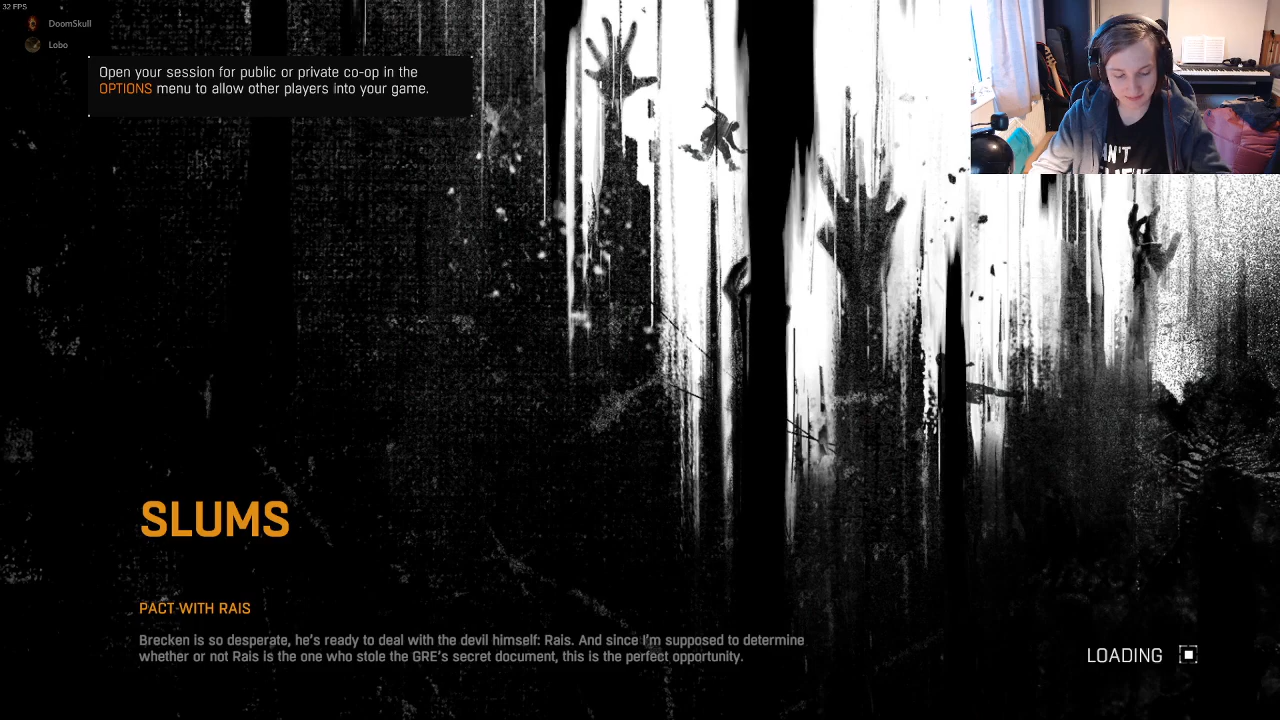 32 FPS
DoomSkull
Lobo
Open your session for public or private co-op in the
OPTIONS menu to allow other players into your game.
SLUMS
PACT WITH RAIS
Brecken is so desperate, he's ready to deal with the devil himself: Rais. And since I'm supposed to determine
whether or not Rais is the one who stole the GRE's secret document, this is the perfect opportunity.
LOADING